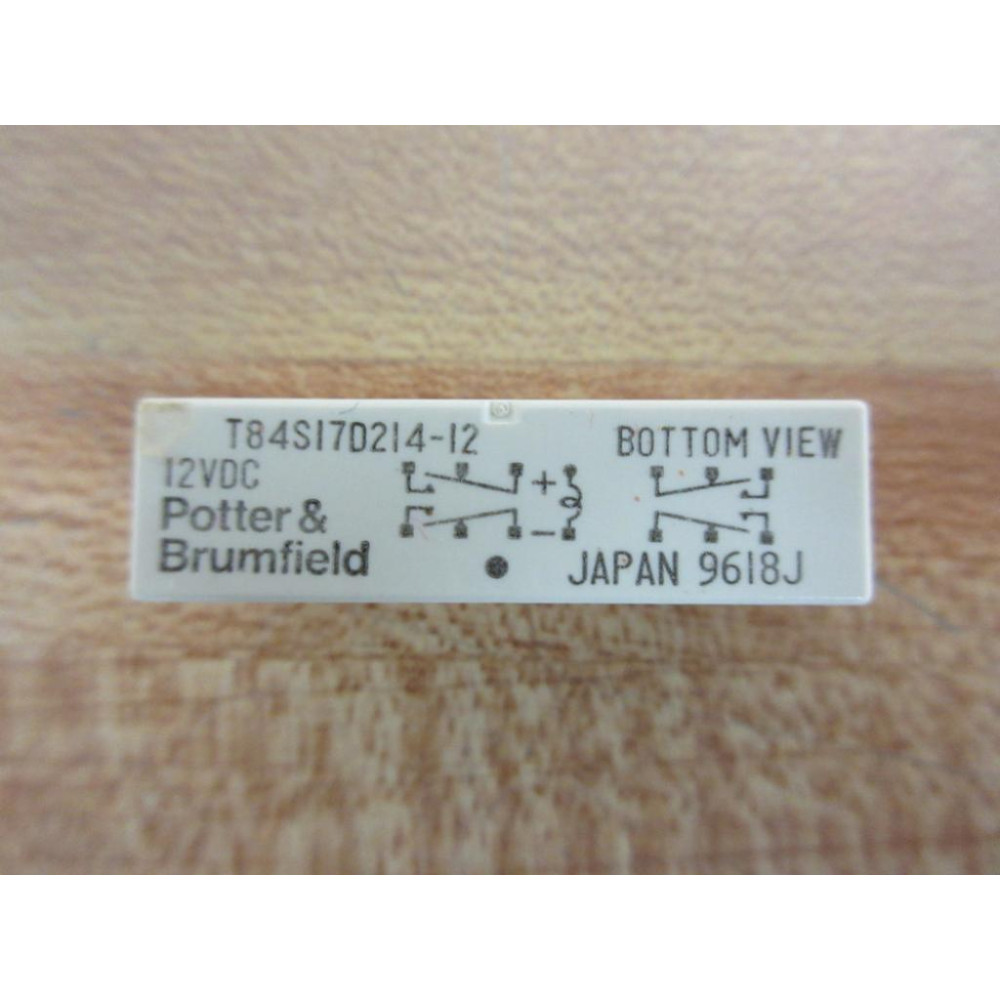 T84S17D214-12
BOTTOM VIEW
12VDC
+
Potter &
-
Brumfield
JAPAN 9618J